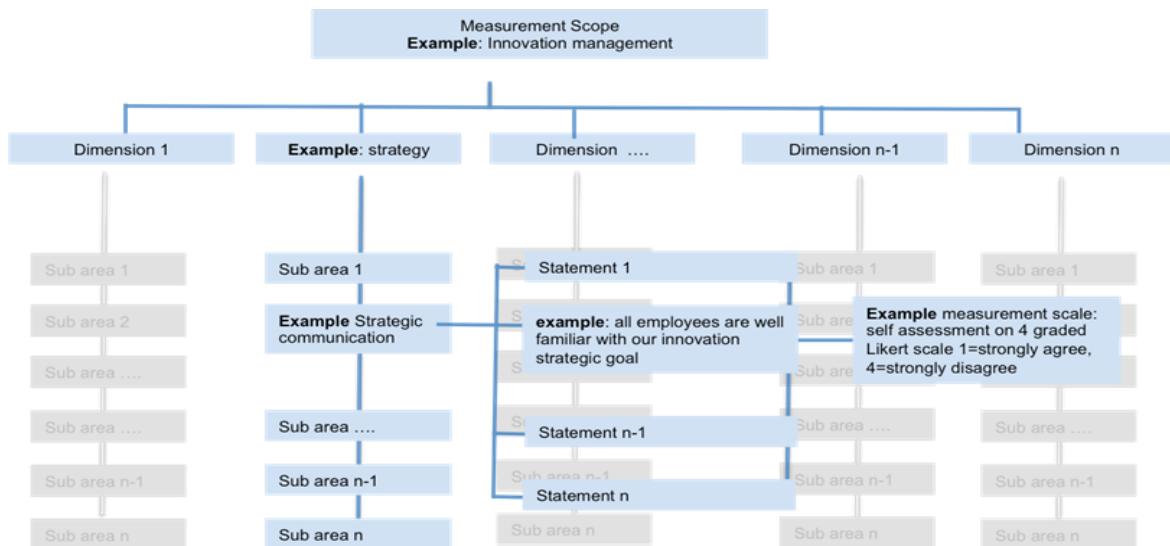 Measurement Scope
Example: Innovation management
Dimension 1
Example: strategy
Dimension ....
Dimension n-1
Dimension n
Sub area 1
Sub area 2
Sub area ....
Sub area ....
Sub area n-1
Sub area n
Sub area 1
Example Strategic
communication
Sub area ....
Sub area n-1
Sub area n
Statement 1
example: all employees are well
familiar with our innovation
strategic goal
Statement n-1
Statement n
Sub area n
Sub area 1
Sub area ....
Sub area n-1
Sub area n
Example measurement scale:
self assessment on 4 graded
Likert scale 1=strongly agree,
4=strongly disagree
Sub area 1
Sub area ....
Sub area n-1
Sub area n